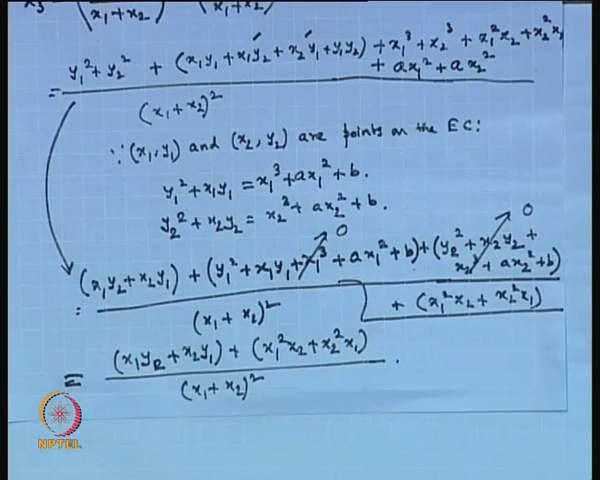 x₃ (x₁+x₂) (x₁+x₂)
= y₁² + y₂² + (x₁y₁ + x₁y₂ + x₂y₁ + y₁y₂) + x₁³ + x₂³ + x₁²x₂ + x₂²x₁
+ ax₁² + ax₂²
(x₁+x₂)²
∵ (x₁, y₁) and (x₂, y₂) are points on the EC:
y₁² + x₁y₁ = x₁³ + ax₁² + b.
y₂² + x₂y₂ = x₂³ + ax₂² + b.
0 0
= (x₁y₂ + x₂y₁) + (y₁² + x₁y₁ + x₁³ + ax₁² + b) + (y₂² + x₂y₂ +
x₂³ + ax₂² + b)
(x₁ + x₂)² + (x₁²x₂ + x₂²x₁)
= (x₁y₂ + x₂y₁) + (x₁²x₂ + x₂²x₁) .
(x₁ + x₂)²
NPTEL